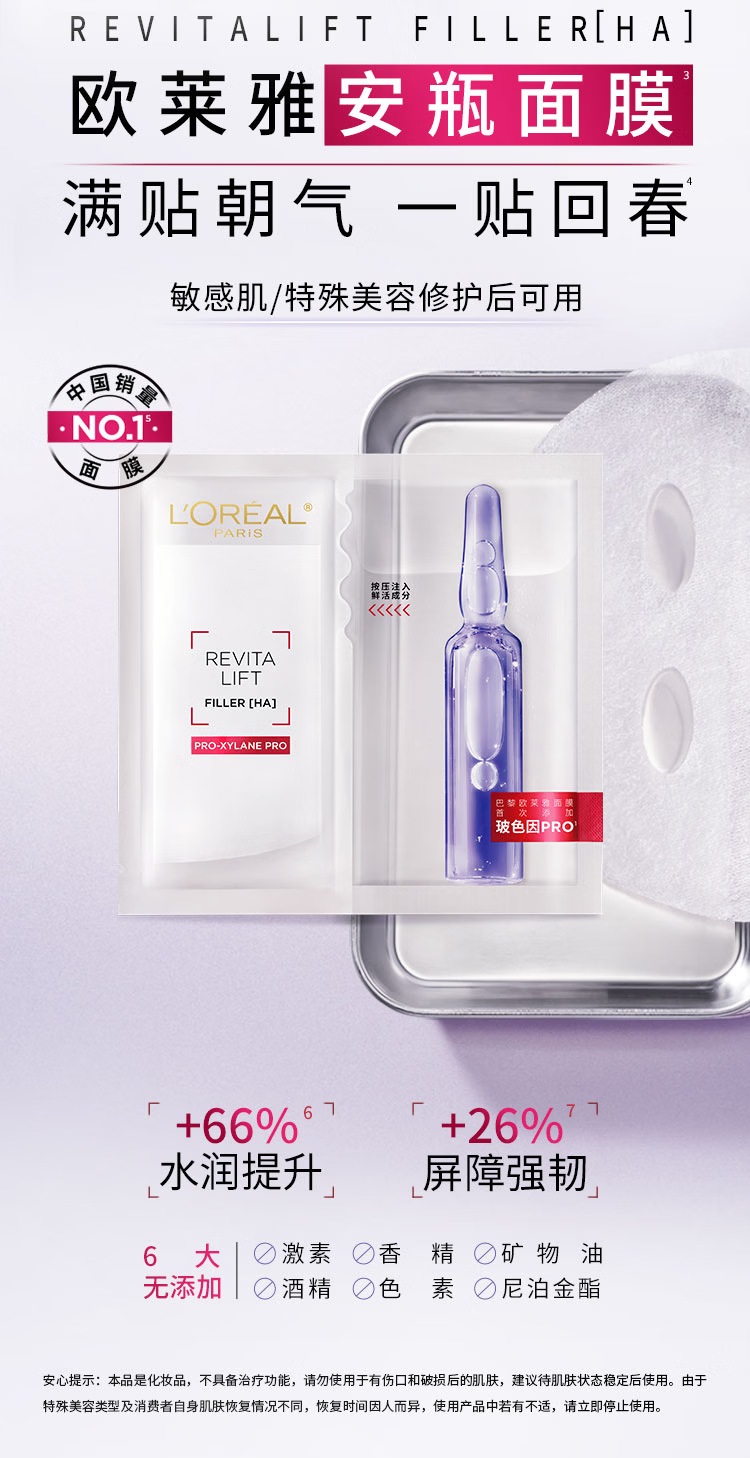 REVITALIFT FILLER[HA]
欧莱雅安瓶面膜3
满贴朝气 一贴回春4
敏感肌/特殊美容修护后可用
中国销量
·NO.1·5
面膜
L'ORÉAL®
PARiS
按压注入
鲜活成分
<<<<<
REVITA
LIFT
FILLER [HA]
PRO-XYLANE PRO
巴黎欧莱雅面膜
首次添加
玻色因PRO1
+66%6
水润提升
+26%7
屏障强韧
6大
无添加
激素 香精 矿物油
酒精 色素 尼泊金酯
安心提示：本品是化妆品，不具备治疗功能，请勿使用于有伤口和破损后的肌肤，建议待肌肤状态稳定后使用。由于
特殊美容类型及消费者自身肌肤恢复情况不同，恢复时间因人而异，使用产品中若有不适，请立即停止使用。